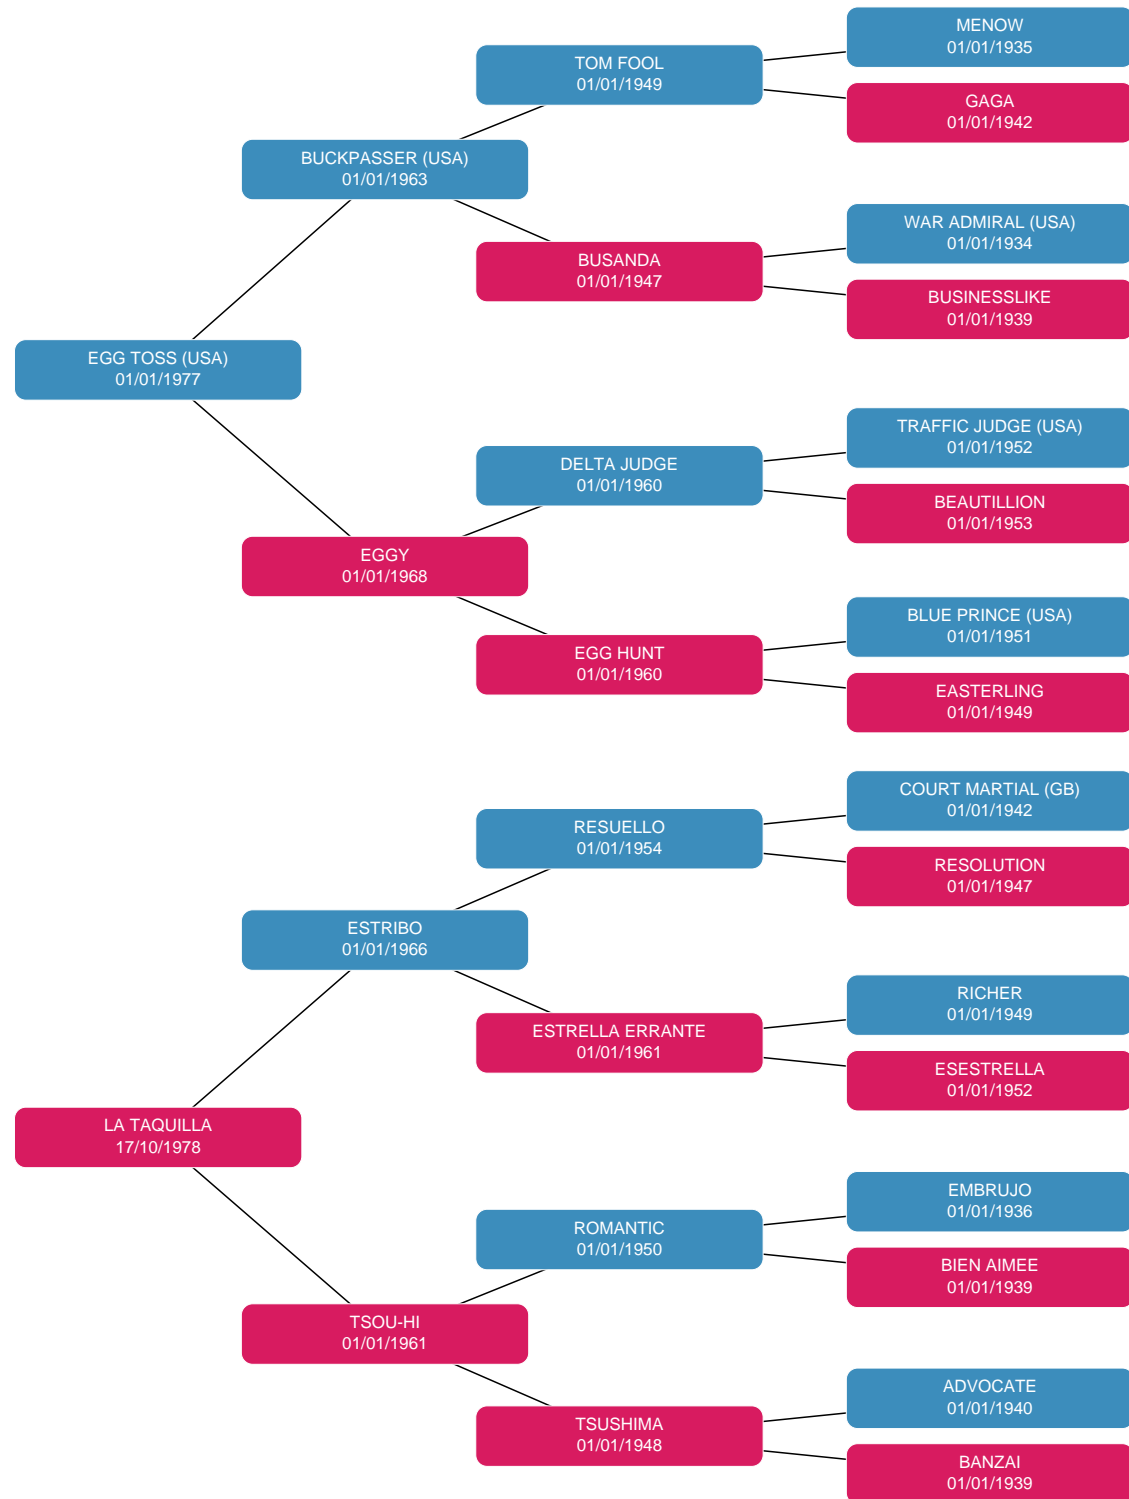 MENOW
01/01/1935
TOM FOOL
01/01/1949
GAGA
01/01/1942
BUCKPASSER (USA)
01/01/1963
WAR ADMIRAL (USA)
01/01/1934
BUSANDA
01/01/1947
BUSINESSLIKE
01/01/1939
EGG TOSS (USA)
01/01/1977
TRAFFIC JUDGE (USA)
01/01/1952
DELTA JUDGE
01/01/1960
BEAUTILLION
01/01/1953
EGGY
01/01/1968
BLUE PRINCE (USA)
01/01/1951
EGG HUNT
01/01/1960
EASTERLING
01/01/1949
COURT MARTIAL (GB)
01/01/1942
RESUELLO
01/01/1954
RESOLUTION
01/01/1947
ESTRIBO
01/01/1966
RICHER
01/01/1949
ESTRELLA ERRANTE
01/01/1961
ESESTRELLA
01/01/1952
LA TAQUILLA
17/10/1978
EMBRUJO
01/01/1936
ROMANTIC
01/01/1950
BIEN AIMEE
01/01/1939
TSOU-HI
01/01/1961
ADVOCATE
01/01/1940
TSUSHIMA
01/01/1948
BANZAI
01/01/1939